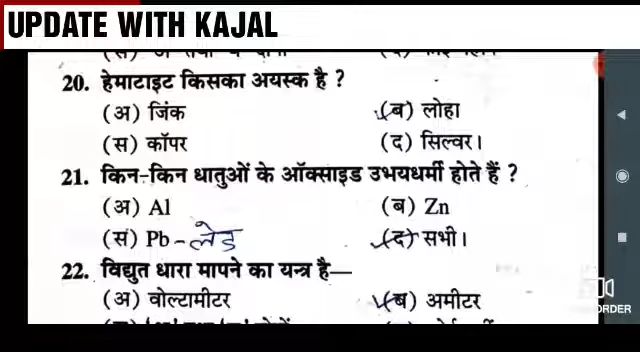 UPDATE WITH KAJAL
20. हेमाटाइट किसका अयस्क है ?
(अ) जिंक (ब) लोहा
(स) कॉपर (द) सिल्वर।
21. किन-किन धातुओं के ऑक्साइड उभयधर्मी होते हैं ?
(अ) Al (ब) Zn
(सं) Pb - लेड (द) सभी।
22. विद्युत धारा मापने का यन्त्र है—
(अ) वोल्टामीटर (ब) अमीटर
ORDER